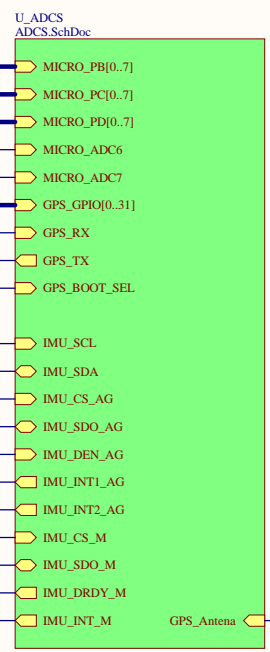 U_ADCS
ADCS.SchDoc
MICRO_PB[0..7]
MICRO_PC[0..7]
MICRO_PD[0..7]
MICRO_ADC6
MICRO_ADC7
GPS_GPIO[0..31]
GPS_RX
GPS_TX
GPS_BOOT_SEL
IMU_SCL
IMU_SDA
IMU_CS_AG
IMU_SDO_AG
IMU_DEN_AG
IMU_INT1_AG
IMU_INT2_AG
IMU_CS_M
IMU_SDO_M
IMU_DRDY_M
IMU_INT_M GPS_Antena